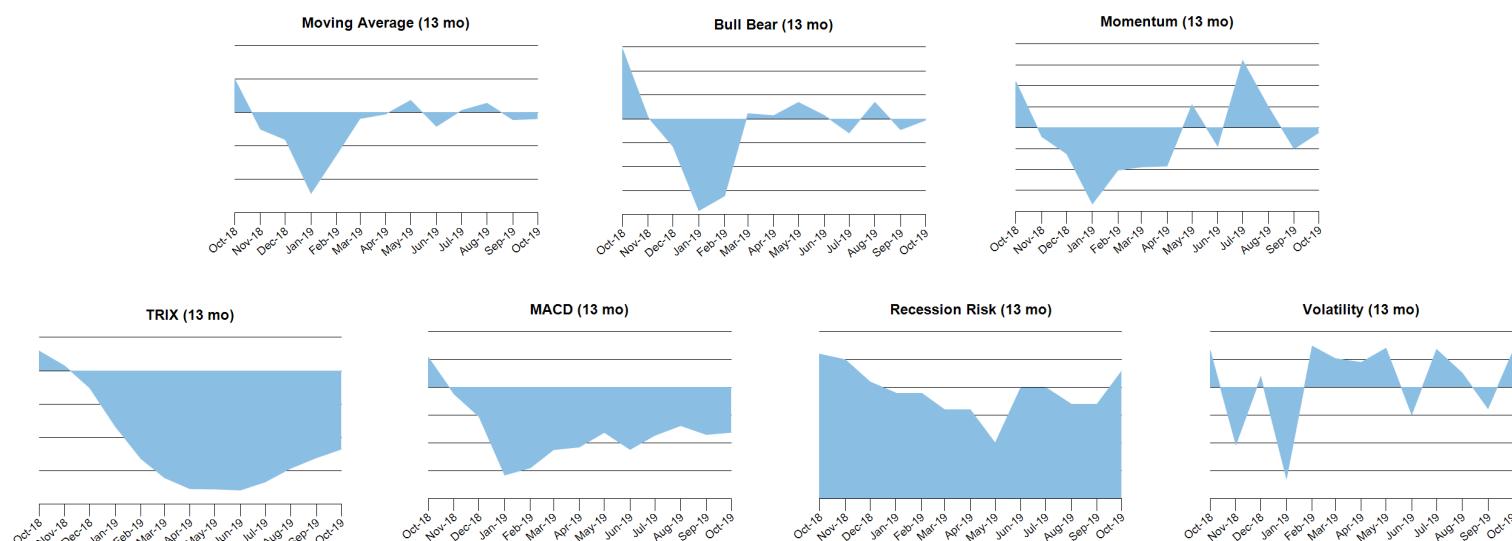 Moving Average (13 mo)
Bull Bear (13 mo)
Momentum (13 mo)
Oct-18 Nov-18 Dec-18 Jan-19 Feb-19 Mar-19 Apr-19 May-19 Jun-19 Jul-19 Aug-19 Sep-19 Oct-19
Oct-18 Nov-18 Dec-18 Jan-19 Feb-19 Mar-19 Apr-19 May-19 Jun-19 Jul-19 Aug-19 Sep-19 Oct-19
Oct-18 Nov-18 Dec-18 Jan-19 Feb-19 Mar-19 Apr-19 May-19 Jun-19 Jul-19 Aug-19 Sep-19 Oct-19
TRIX (13 mo)
MACD (13 mo)
Recession Risk (13 mo)
Volatility (13 mo)
Oct-18 Nov-18 Dec-18 Jan-19 Feb-19 Mar-19 Apr-19 May-19 Jun-19 Jul-19 Aug-19 Sep-19 Oct-19
Oct-18 Nov-18 Dec-18 Jan-19 Feb-19 Mar-19 Apr-19 May-19 Jun-19 Jul-19 Aug-19 Sep-19 Oct-19
Oct-18 Nov-18 Dec-18 Jan-19 Feb-19 Mar-19 Apr-19 May-19 Jun-19 Jul-19 Aug-19 Sep-19 Oct-19
Oct-18 Nov-18 Dec-18 Jan-19 Feb-19 Mar-19 Apr-19 May-19 Jun-19 Jul-19 Aug-19 Sep-19